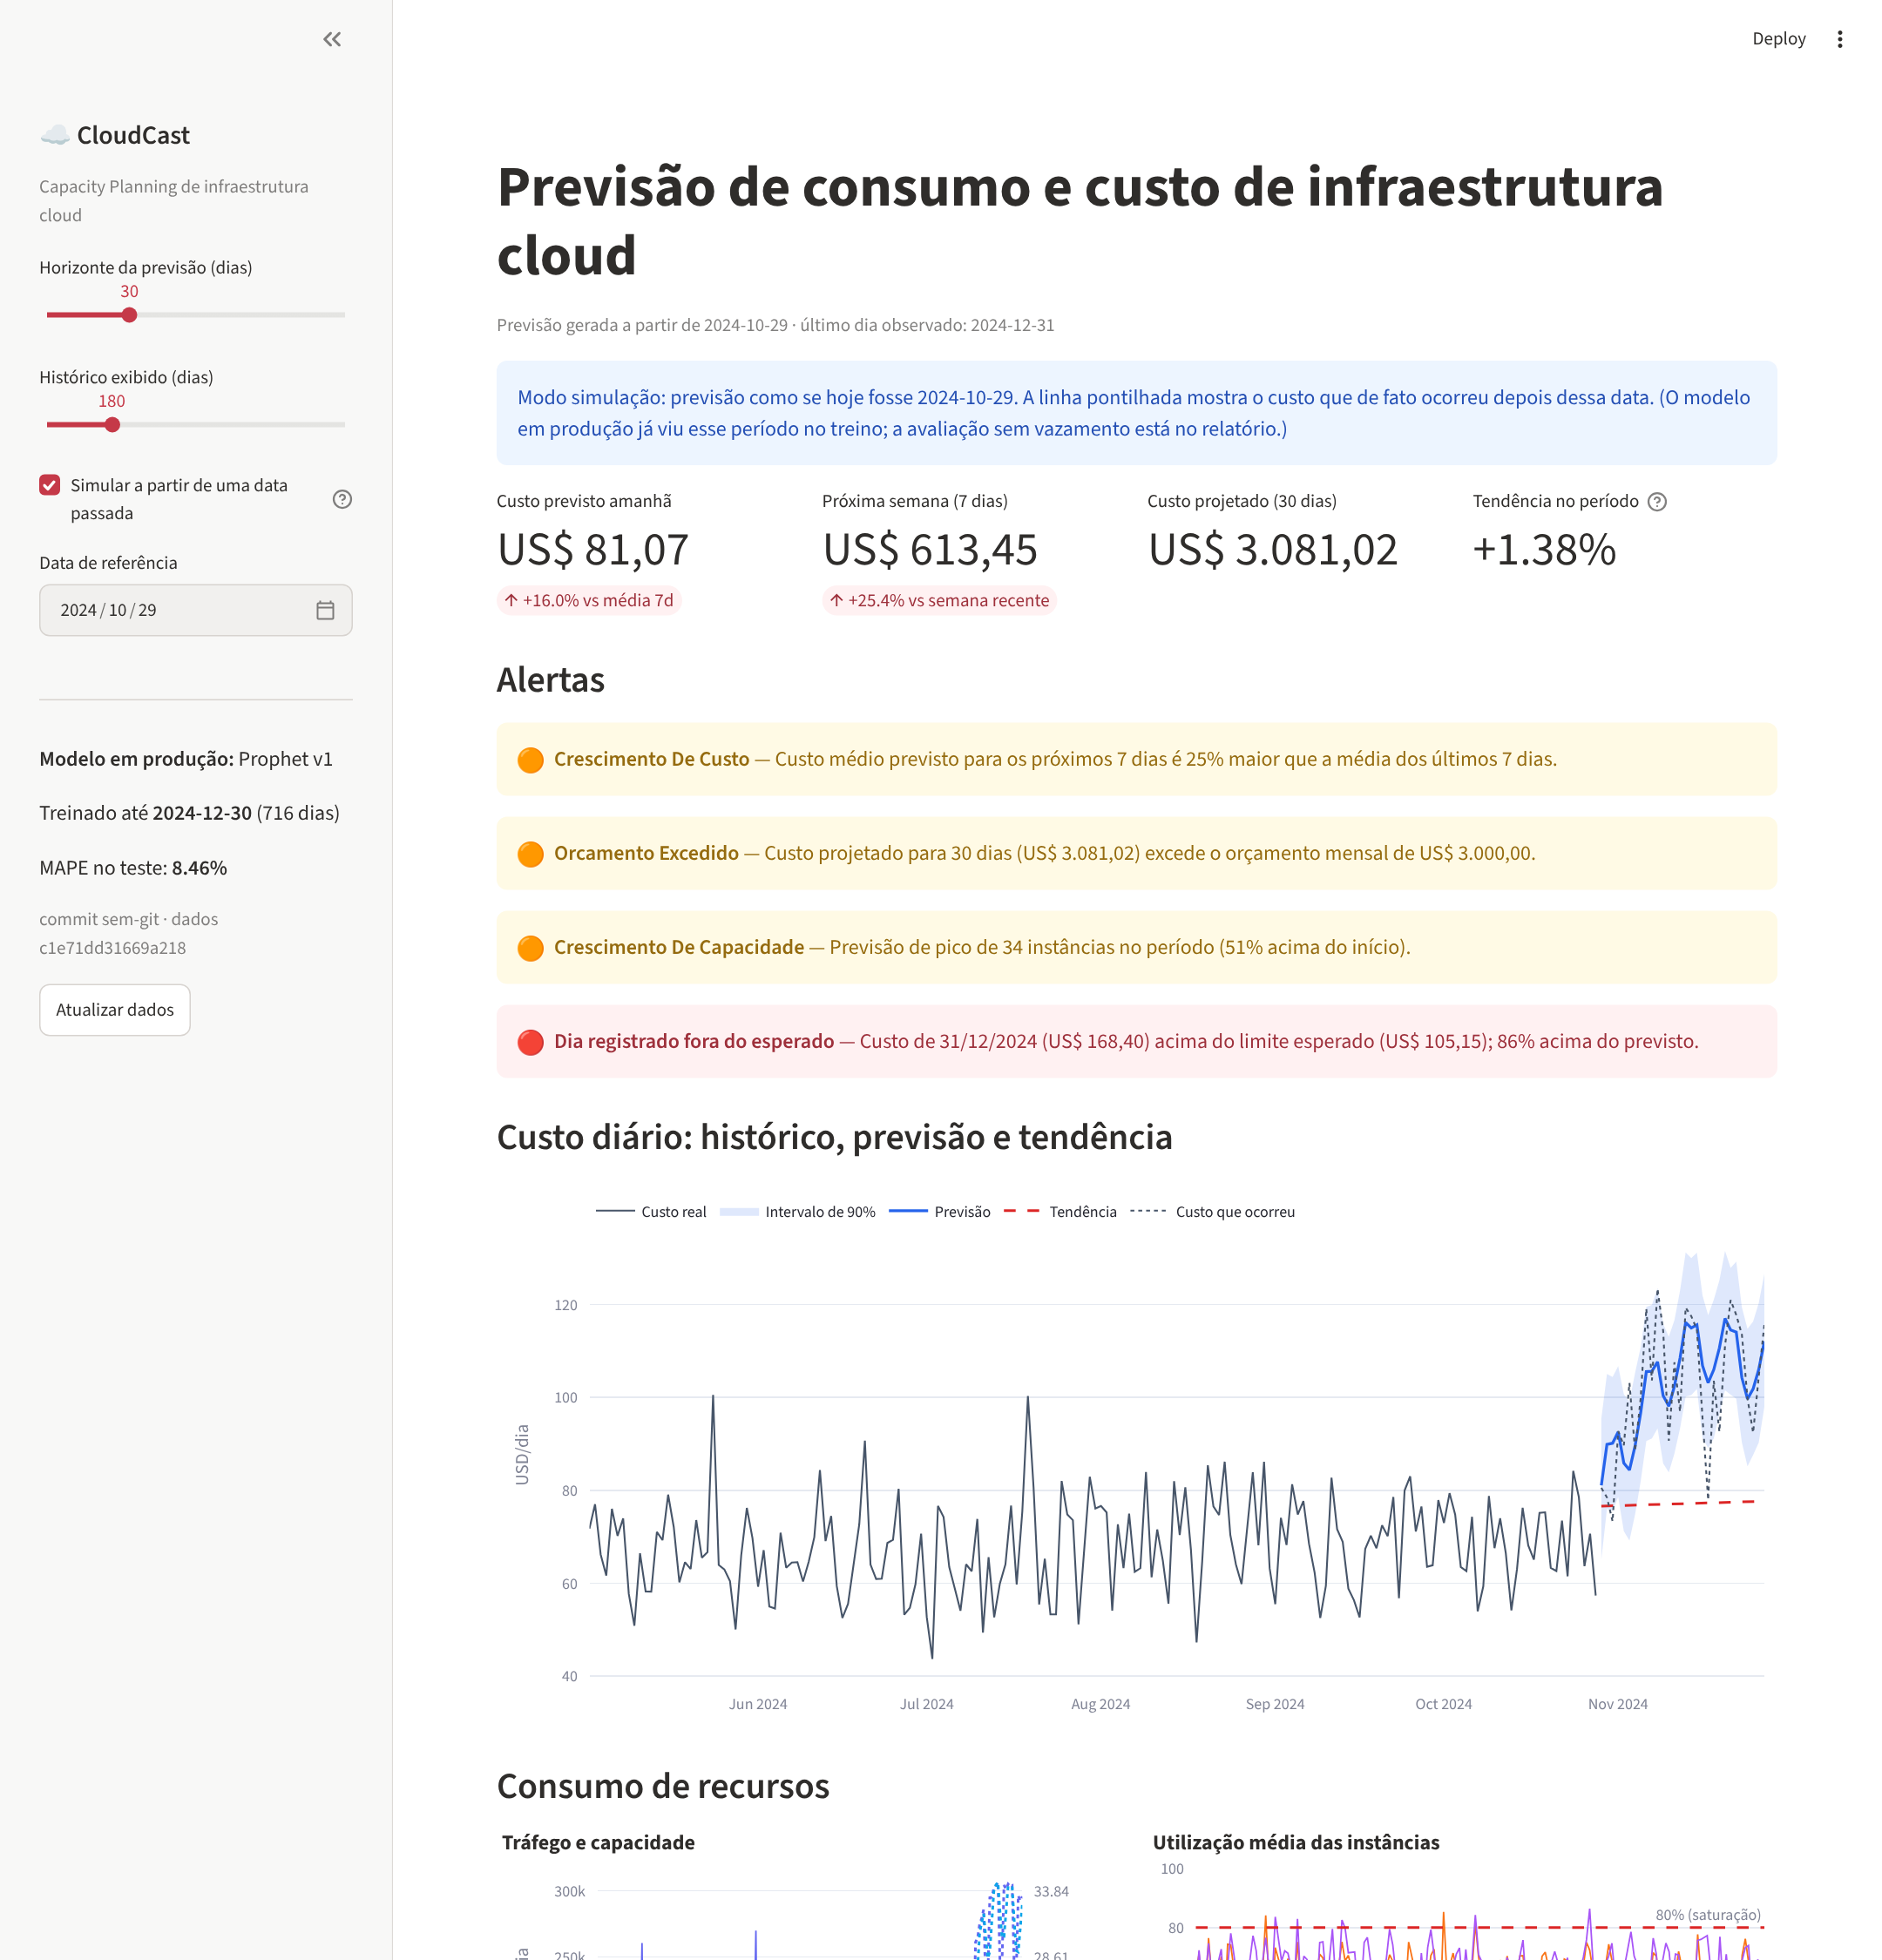 Deploy
☁️ CloudCast
Capacity Planning de infraestrutura
cloud
Horizonte da previsão (dias)
30
Histórico exibido (dias)
180
Simular a partir de uma data
passada
Data de referência
2024 / 10 / 29
Modelo em produção: Prophet v1
Treinado até 2024-12-30 (716 dias)
MAPE no teste: 8.46%
commit sem-git · dados
c1e71dd31669a218
Atualizar dados
Previsão de consumo e custo de infraestrutura
cloud
Previsão gerada a partir de 2024-10-29 · último dia observado: 2024-12-31
Modo simulação: previsão como se hoje fosse 2024-10-29. A linha pontilhada mostra o custo que de fato ocorreu depois dessa data. (O modelo
em produção já viu esse período no treino; a avaliação sem vazamento está no relatório.)
Custo previsto amanhã
US$ 81,07
↑ +16.0% vs média 7d
Próxima semana (7 dias)
US$ 613,45
↑ +25.4% vs semana recente
Custo projetado (30 dias)
US$ 3.081,02
Tendência no período
+1.38%
Alertas
🟠 Crescimento De Custo — Custo médio previsto para os próximos 7 dias é 25% maior que a média dos últimos 7 dias.
🟠 Orcamento Excedido — Custo projetado para 30 dias (US$ 3.081,02) excede o orçamento mensal de US$ 3.000,00.
🟠 Crescimento De Capacidade — Previsão de pico de 34 instâncias no período (51% acima do início).
🔴 Dia registrado fora do esperado — Custo de 31/12/2024 (US$ 168,40) acima do limite esperado (US$ 105,15); 86% acima do previsto.
Custo diário: histórico, previsão e tendência
Custo real Intervalo de 90% Previsão Tendência Custo que ocorreu
USD/dia
120
100
80
60
40
Jun 2024 Jul 2024 Aug 2024 Sep 2024 Oct 2024 Nov 2024
Consumo de recursos
Tráfego e capacidade
300k
33.84
250k
28.61
Utilização média das instâncias
100
80% (saturação)
80